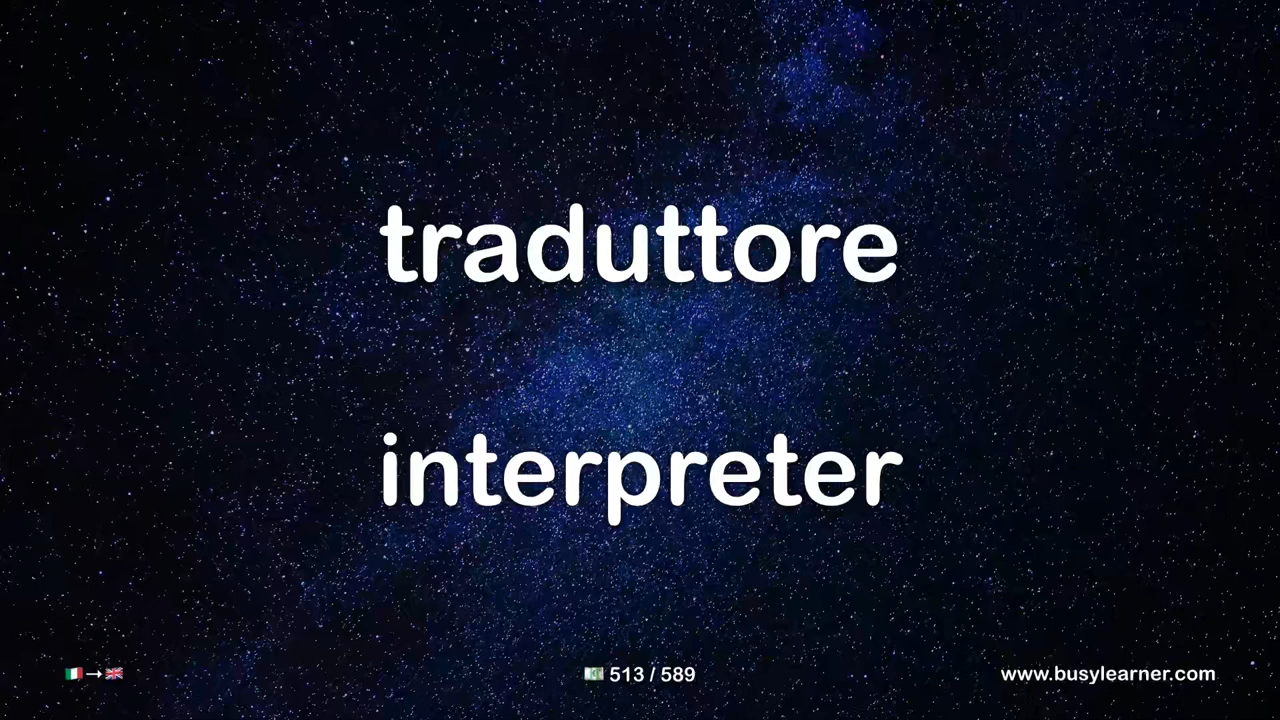 traduttore
interpreter
🇮🇹→🇬🇧 💵 513 / 589 www.busylearner.com